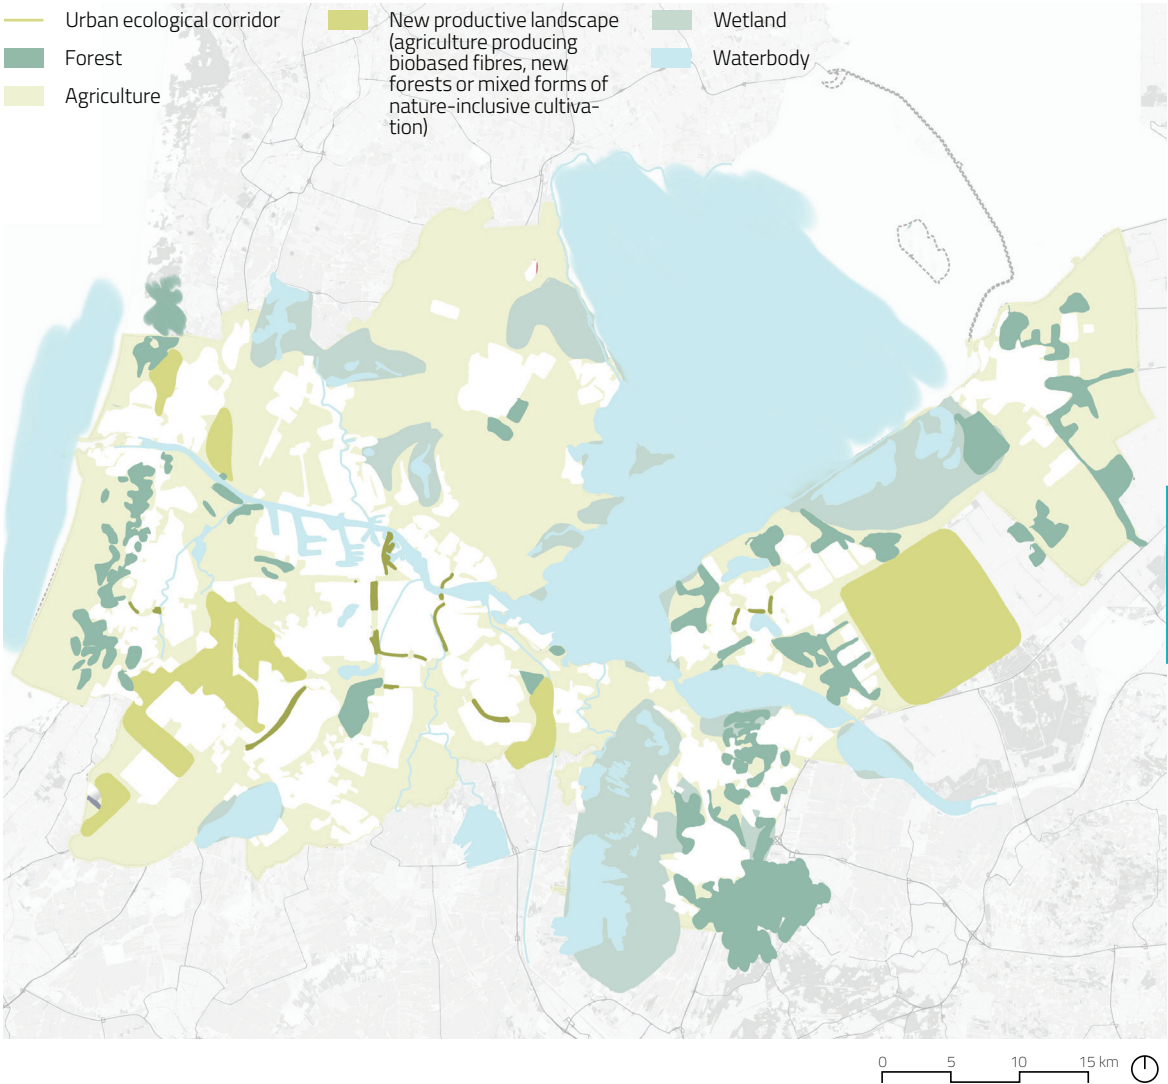 Urban ecological corridor
Forest
Agriculture
New productive landscape
(agriculture producing
biobased fibres, new
forests or mixed forms of
nature-inclusive cultiva-
tion)
Wetland
Waterbody
0 5 10 15 km